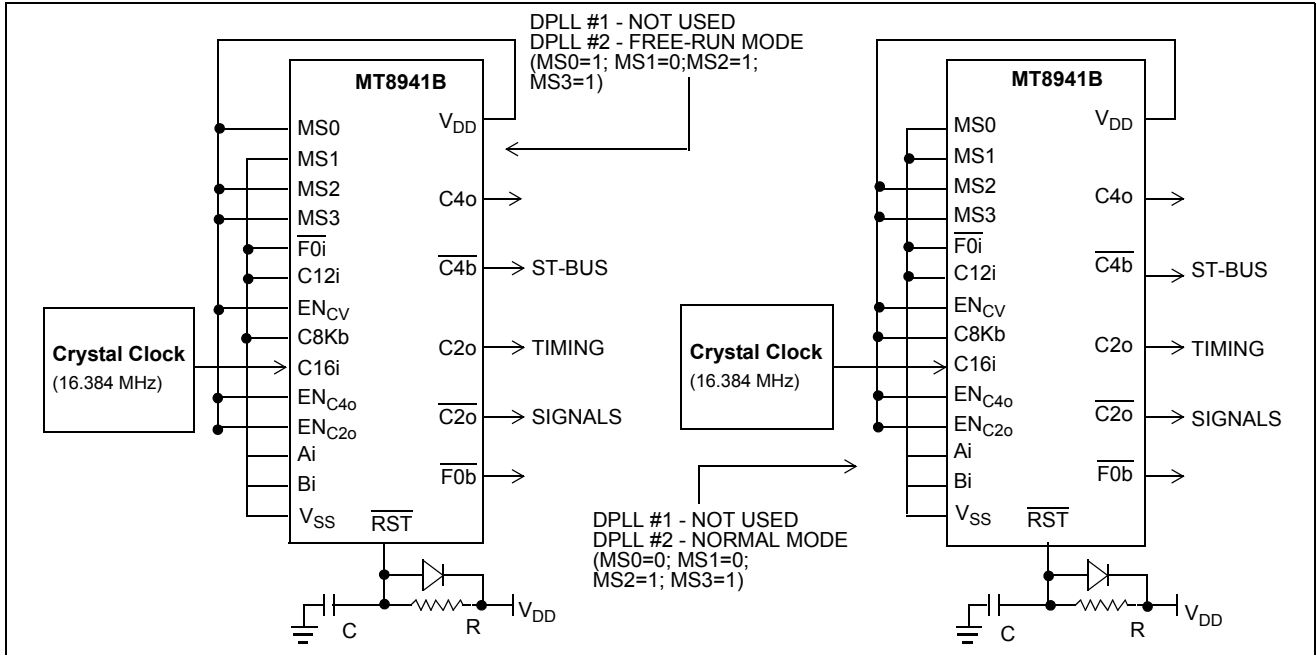 DPLL #1 - NOT USED
DPLL #2 - FREE-RUN MODE
(MS0=1; MS1=0;MS2=1;
MS3=1)
MT8941B
MS0
MS1
MS2
MS3
F0i
C12i
ENCV
C8Kb
C16i
ENC4o
ENC2o
Ai
Bi
VSS
RST
VDD
C4o
C4b
ST-BUS
C2o
TIMING
C2o
SIGNALS
F0b
Crystal Clock
(16.384 MHz)
C
R
VDD
MT8941B
MS0
MS1
MS2
MS3
F0i
C12i
ENCV
C8Kb
C16i
ENC4o
ENC2o
Ai
Bi
VSS
RST
VDD
C4o
C4b
ST-BUS
C2o
TIMING
C2o
SIGNALS
F0b
Crystal Clock
(16.384 MHz)
DPLL #1 - NOT USED
DPLL #2 - NORMAL MODE
(MS0=0; MS1=0;
MS2=1; MS3=1)
C
R
VDD